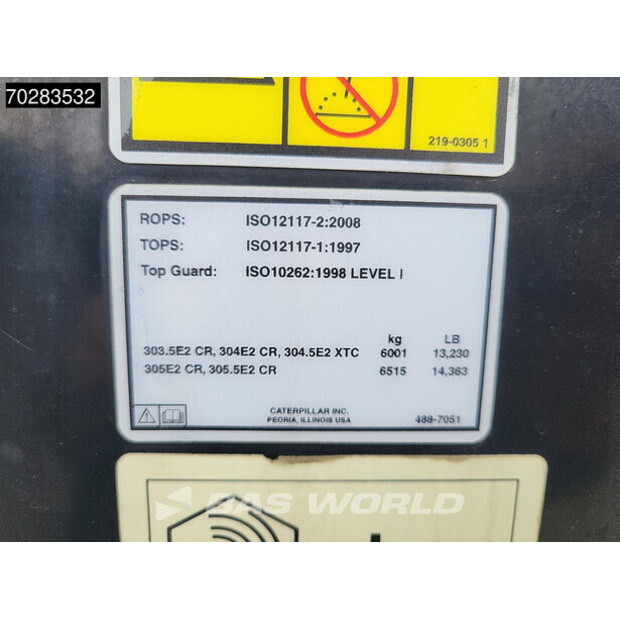 70283532
219-0305 1
ROPS: ISO12117-2:2008
TOPS: ISO12117-1:1997
Top Guard: ISO10262:1998 LEVEL I
kg LB
303.5E2 CR, 304E2 CR, 304.5E2 XTC 6001 13,230
305E2 CR, 305.5E2 CR 6515 14,363
CATERPILLAR INC.
PEORIA, ILLINOIS USA
488-7051
BAS WORLD